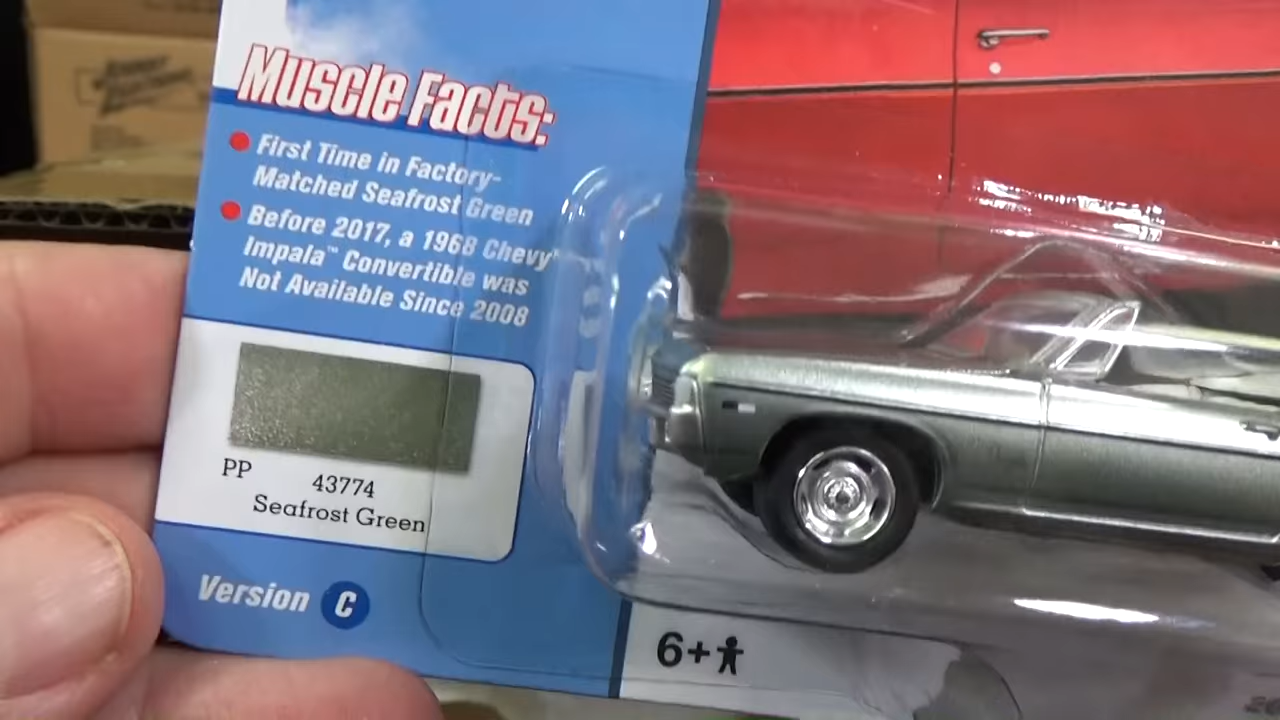 Muscle Facts:
First Time in Factory-
Matched Seafrost Green
Before 2017, a 1968 Chevy
Impala™ Convertible was
Not Available Since 2008
PP 43774
Seafrost Green
Version C
6+